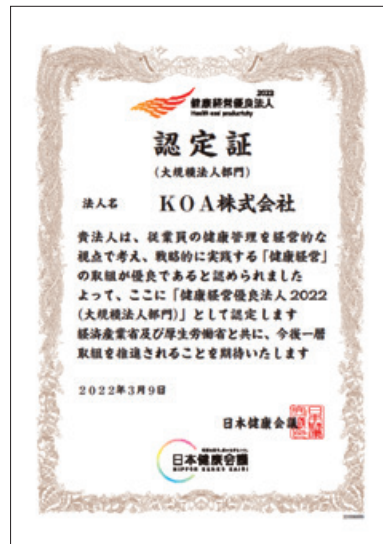 2022
健康経営優良法人
Health and productivity
認定証
(大規模法人部門)
法人名 KOA株式会社
貴法人は、従業員の健康管理を経営的な
視点で考え、戦略的に実践する「健康経営」
の取組が優良であると認められました
よって、ここに「健康経営優良法人2022
(大規模法人部門)」として認定します
経済産業省及び厚生労働省と共に、今後一層
取組を推進されることを期待いたします
2022年3月9日
日本健康会議
日本健康会議
NIPPON KENKO KAIGI